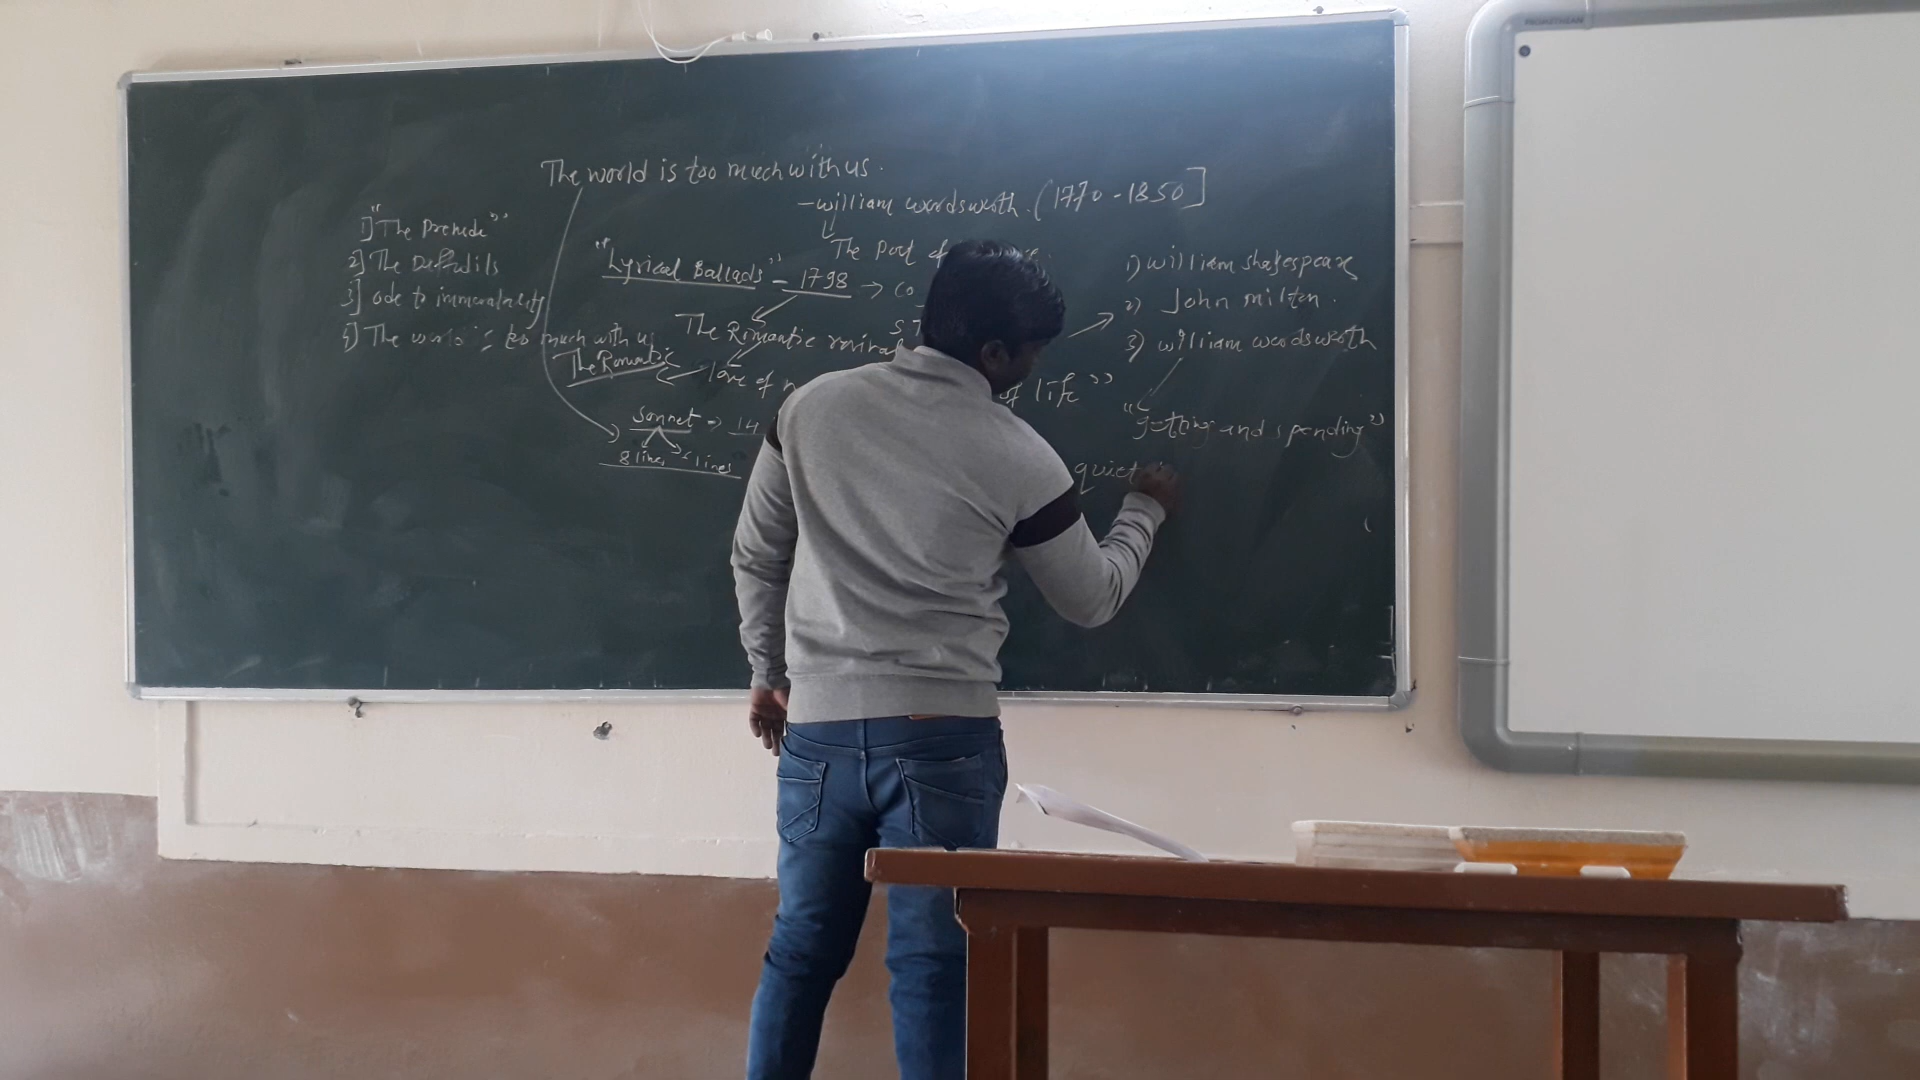 PROMETHEAN
The world is too much with us.
- william wordsworth. (1770 - 1850]
The poet of
1] "The Prelude"
2] The Daffodils
3] ode to immortality
4] The world is too much with us
"Lyrical Ballads" - 1798 → co
The Romantic revival
The Romantic
love of n
of life"
sonnet → 14
8 lines 6 lines
1) william shakespeare
2) John milton.
3) william wordsworth
"getting and spending"
quiet